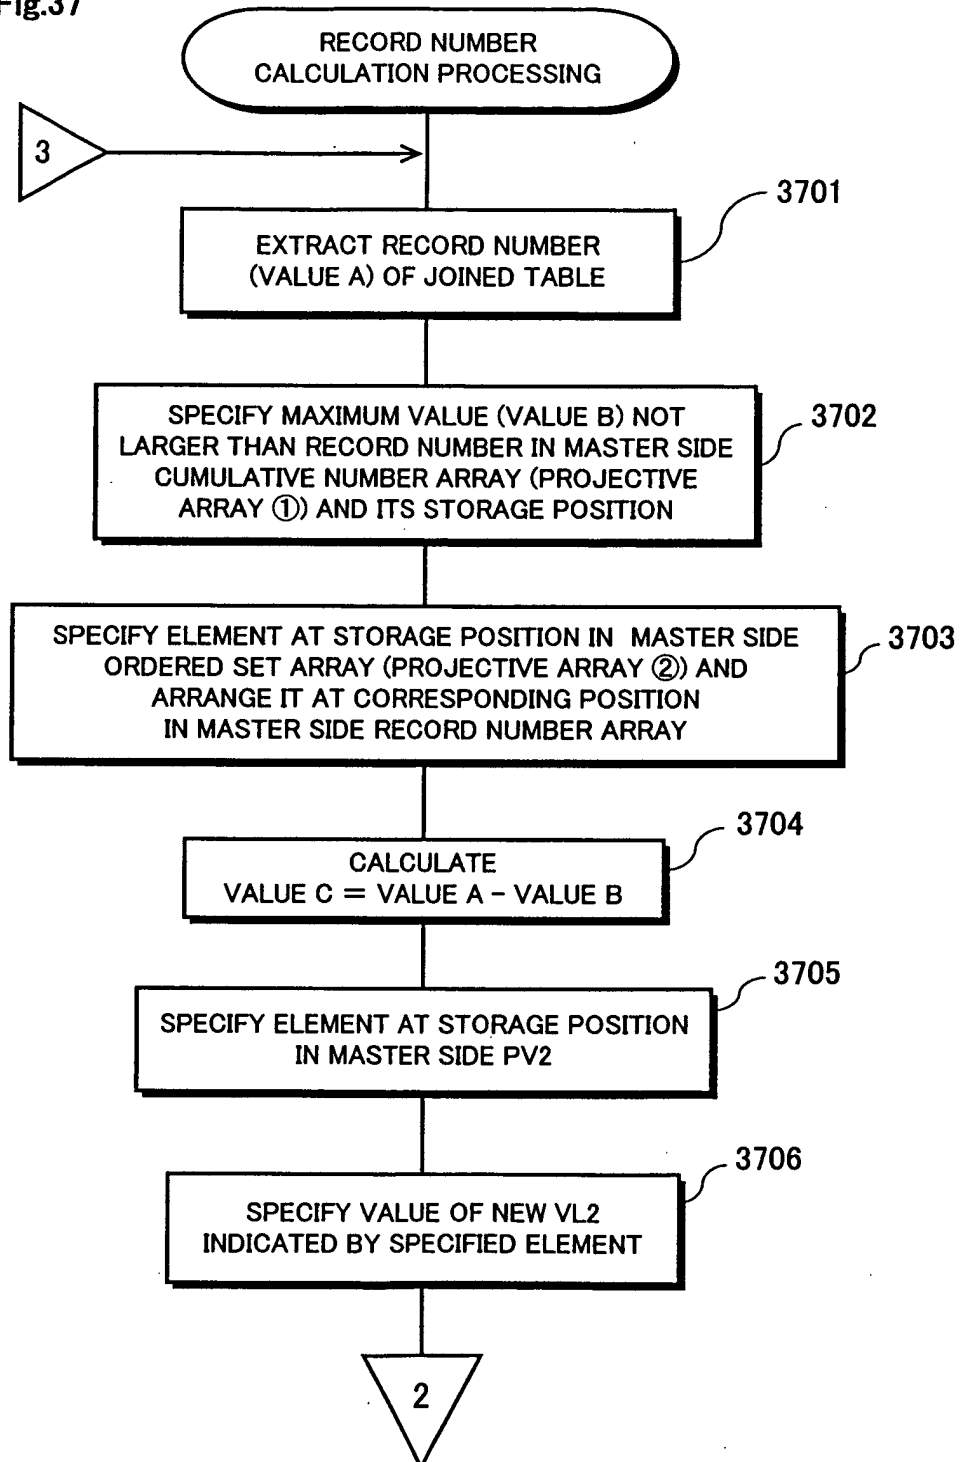 Fig.37
RECORD NUMBER
CALCULATION PROCESSING
3
3701
EXTRACT RECORD NUMBER
(VALUE A) OF JOINED TABLE
3702
SPECIFY MAXIMUM VALUE (VALUE B) NOT
LARGER THAN RECORD NUMBER IN MASTER SIDE
CUMULATIVE NUMBER ARRAY (PROJECTIVE
ARRAY ①) AND ITS STORAGE POSITION
3703
SPECIFY ELEMENT AT STORAGE POSITION IN MASTER SIDE
ORDERED SET ARRAY (PROJECTIVE ARRAY ②) AND
ARRANGE IT AT CORRESPONDING POSITION
IN MASTER SIDE RECORD NUMBER ARRAY
3704
CALCULATE
VALUE C = VALUE A - VALUE B
3705
SPECIFY ELEMENT AT STORAGE POSITION
IN MASTER SIDE PV2
3706
SPECIFY VALUE OF NEW VL2
INDICATED BY SPECIFIED ELEMENT
2